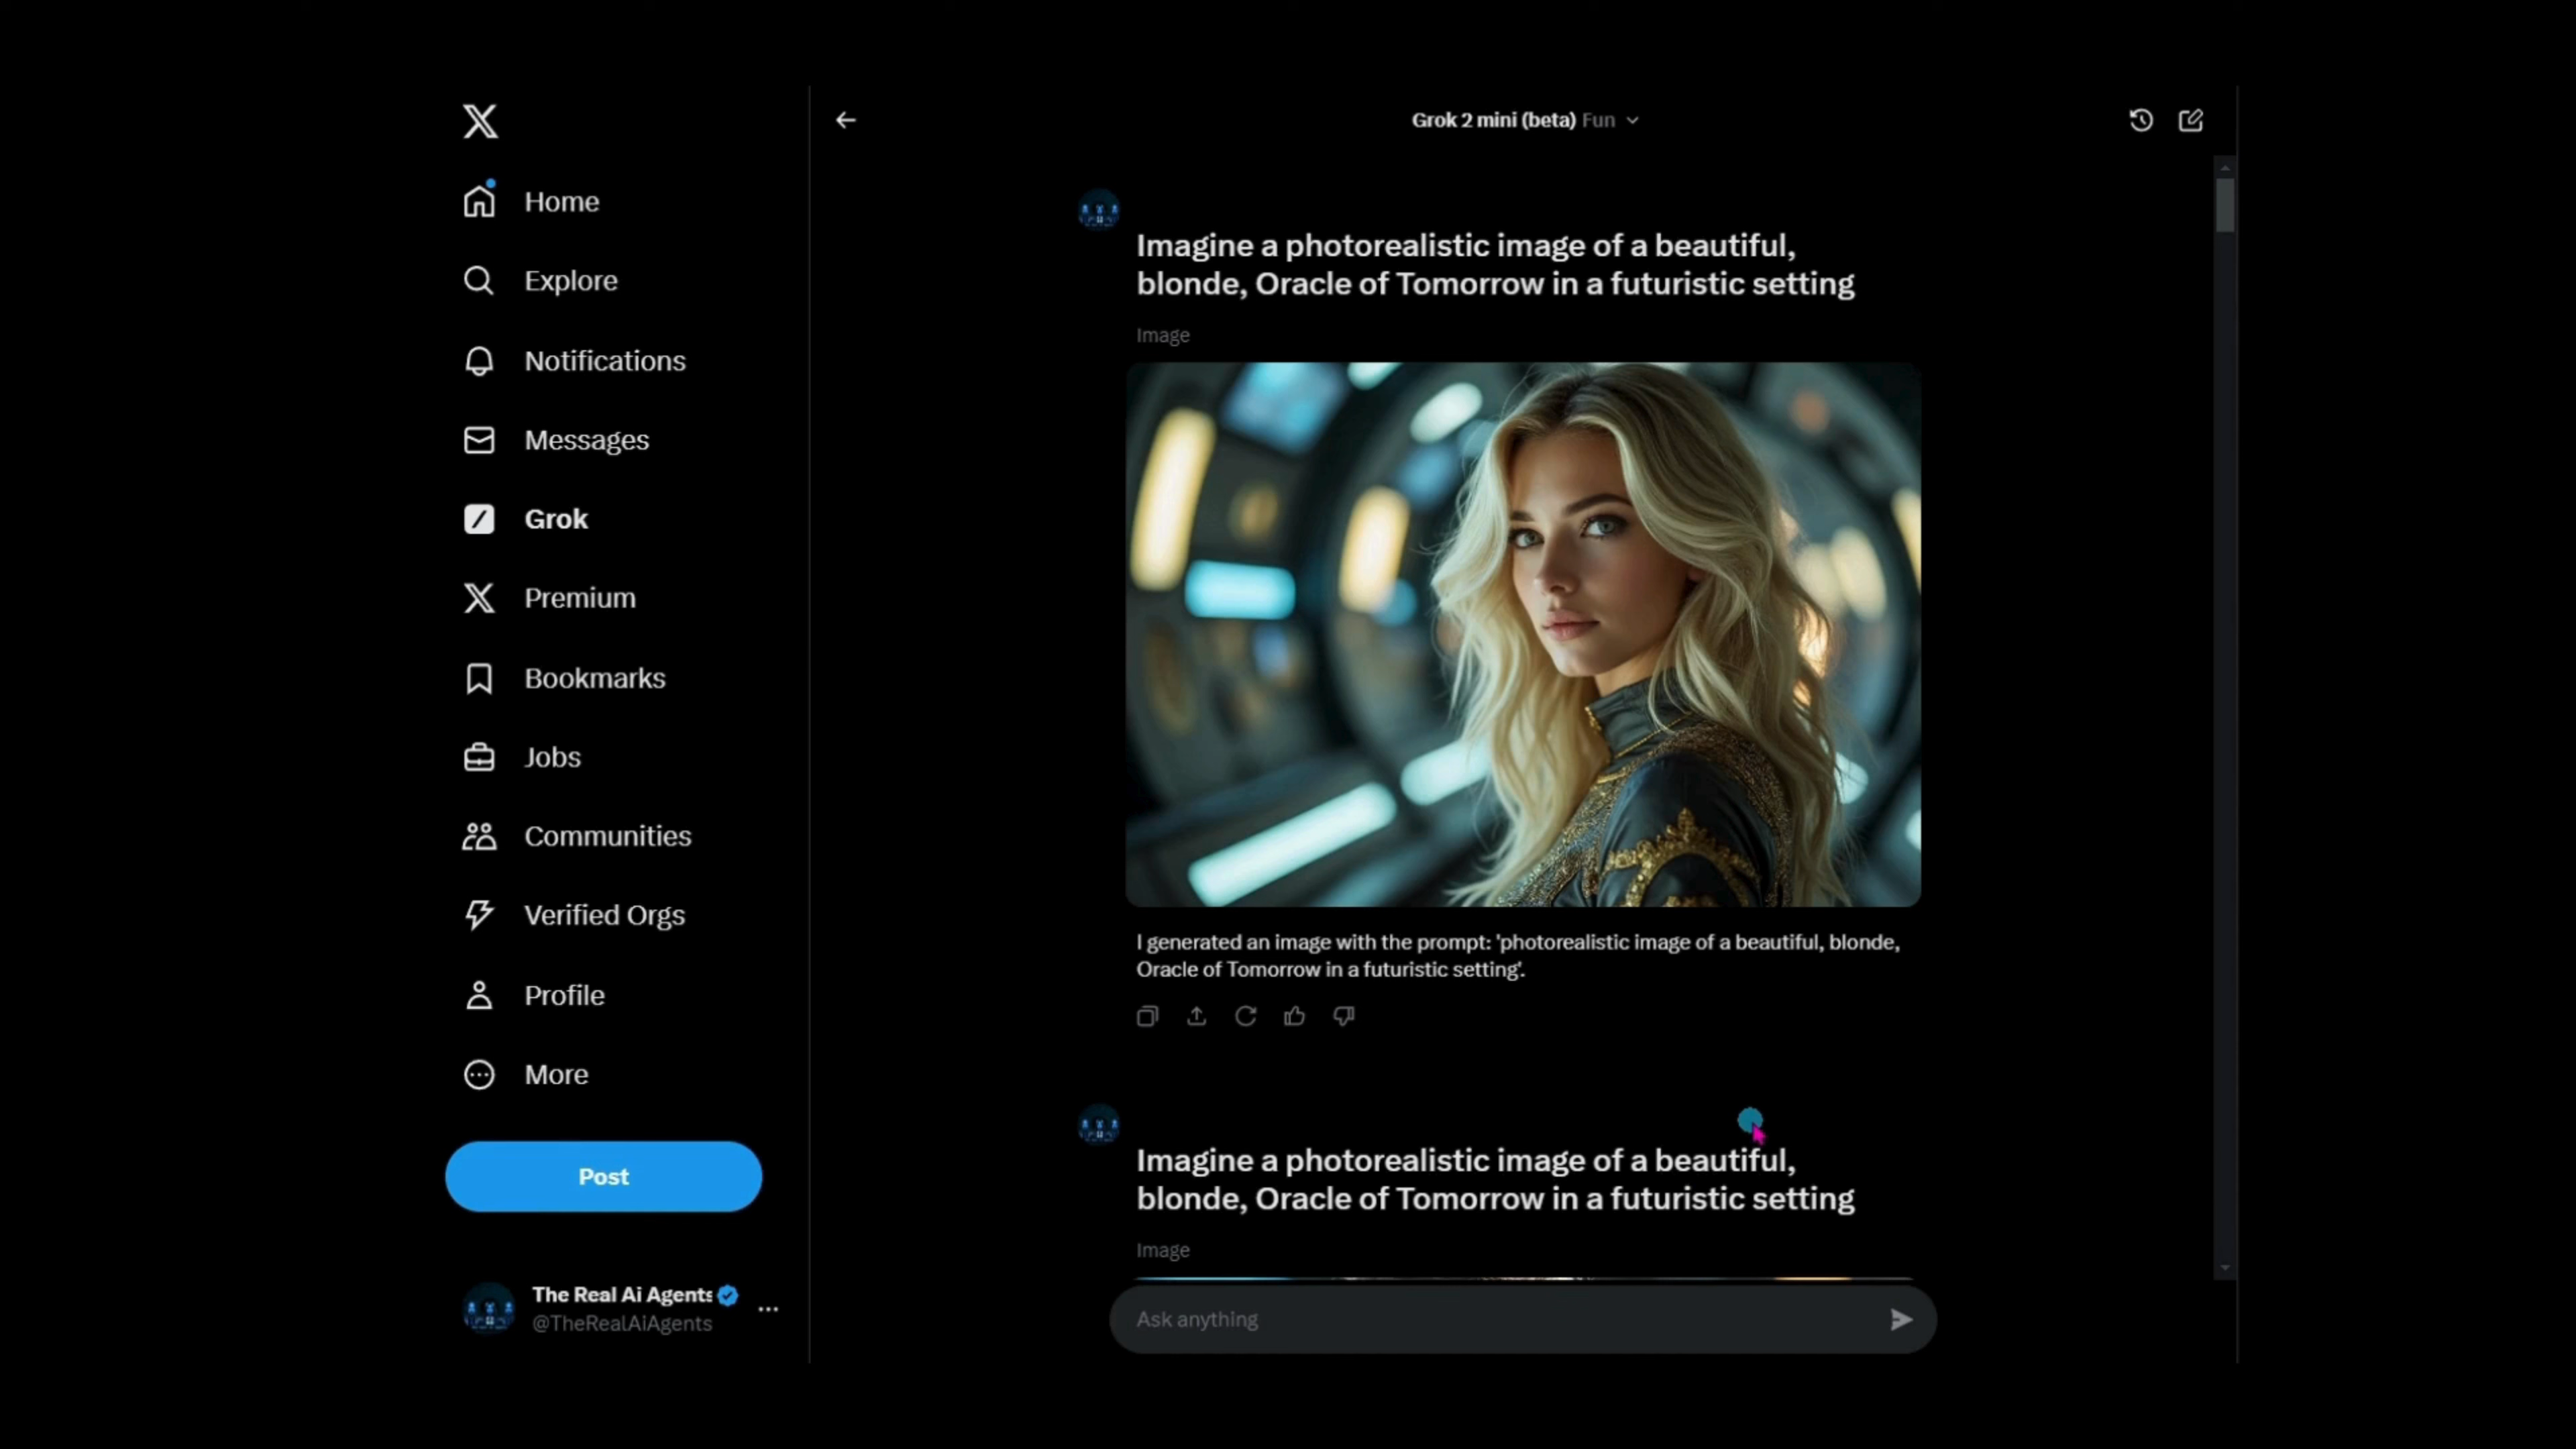 Home
Explore
Notifications
Messages
Grok
Premium
Bookmarks
Jobs
Communities
Verified Orgs
Profile
More
Post
The Real Ai Agents
@TheRealAiAgents
Grok 2 mini (beta) Fun
Imagine a photorealistic image of a beautiful,
blonde, Oracle of Tomorrow in a futuristic setting
Image
I generated an image with the prompt: 'photorealistic image of a beautiful, blonde,
Oracle of Tomorrow in a futuristic setting'.
Imagine a photorealistic image of a beautiful,
blonde, Oracle of Tomorrow in a futuristic setting
Image
Ask anything